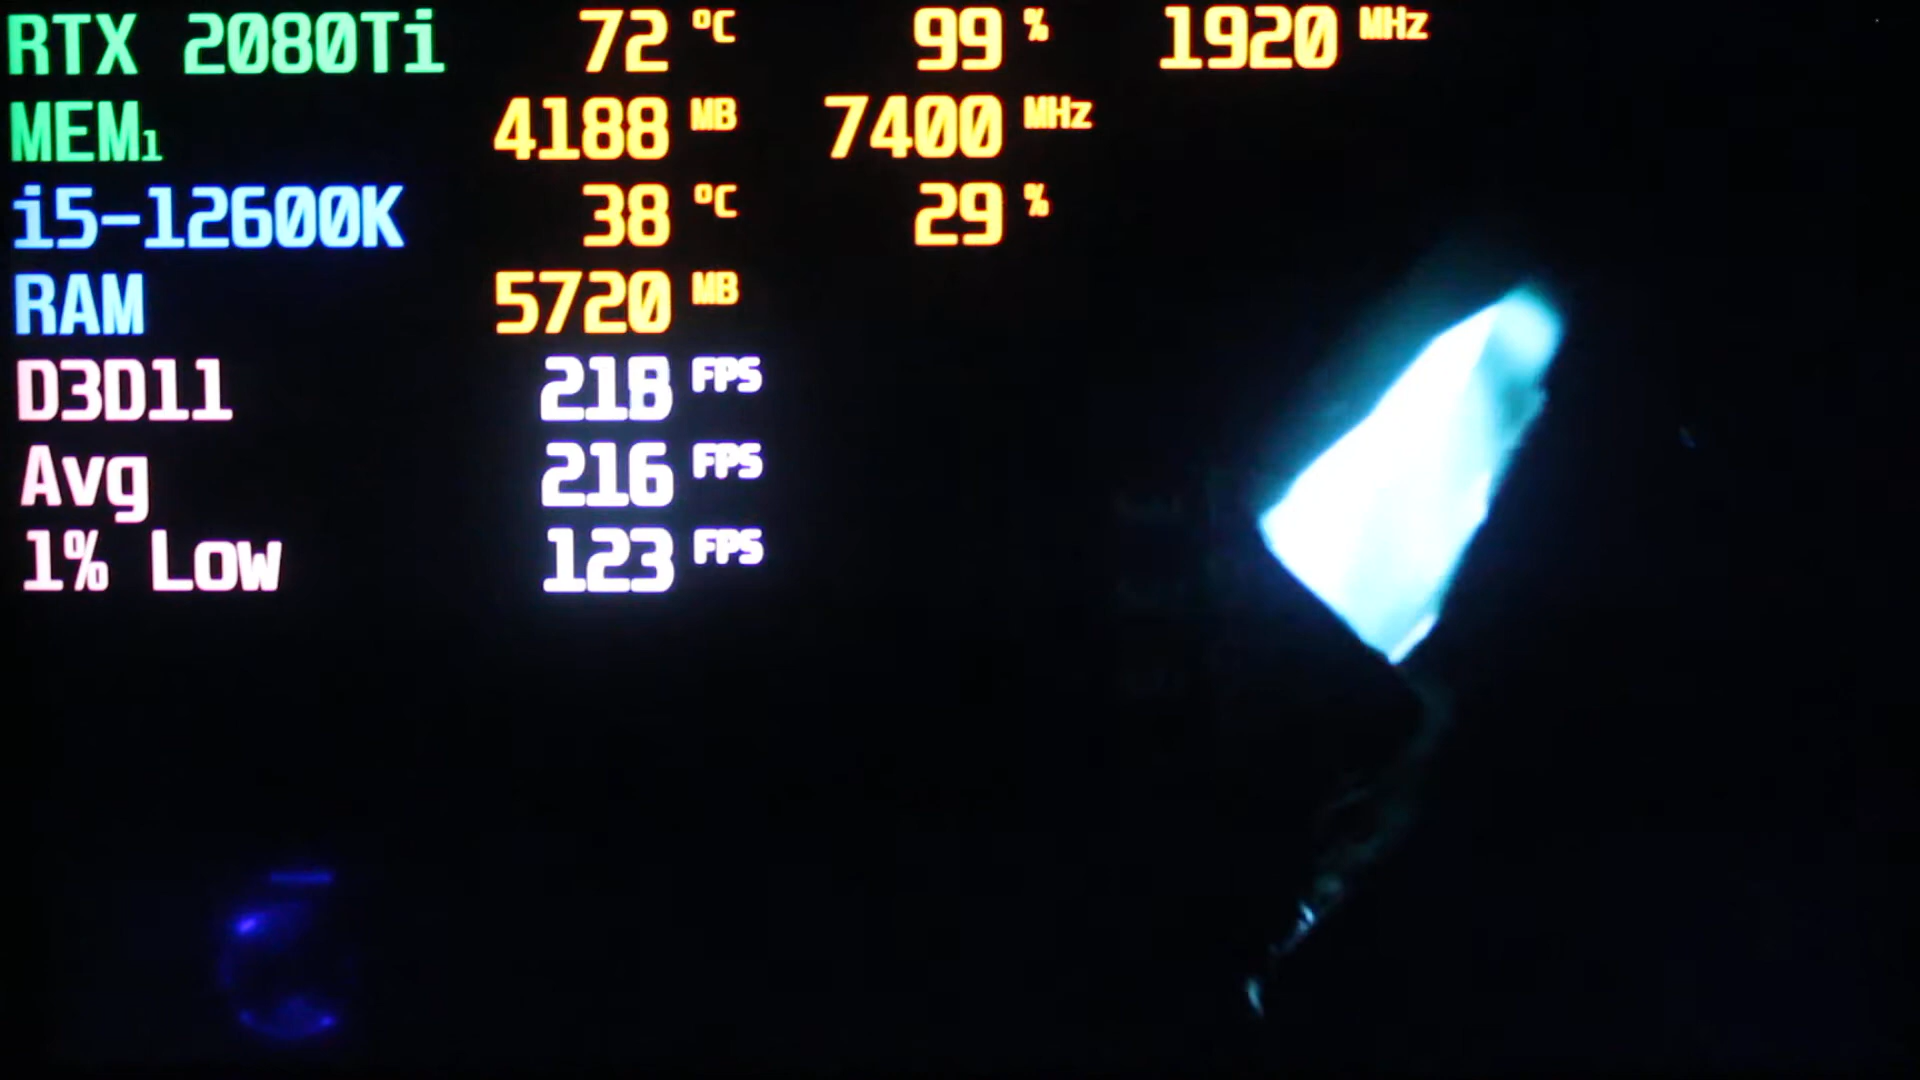 RTX 2080Ti 72 °C 99 % 1920 MHz
MEM1 4188 MB 7400 MHz
i5-12600K 38 °C 29 %
RAM 5720 MB
D3D11 218 FPS
Avg 216 FPS
1% Low 123 FPS